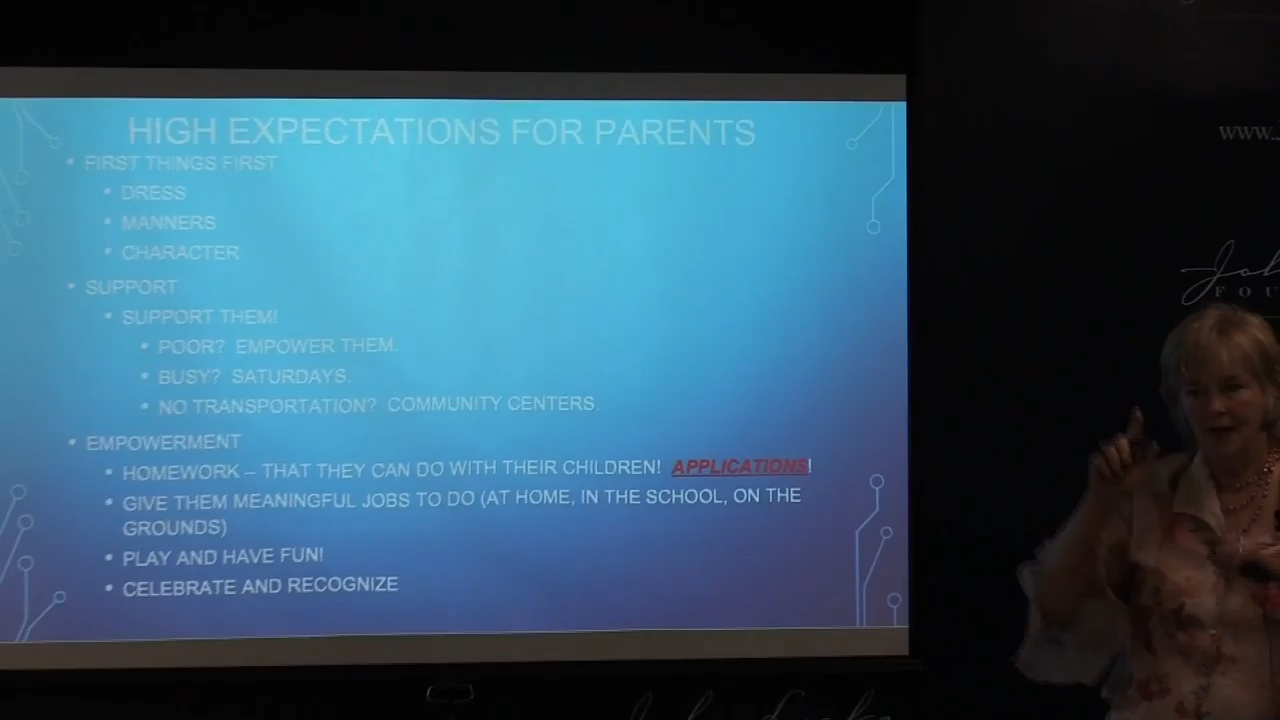 HIGH EXPECTATIONS FOR PARENTS
• FIRST THINGS FIRST
• DRESS
• MANNERS
• CHARACTER
• SUPPORT
• SUPPORT THEM!
• POOR? EMPOWER THEM.
• BUSY? SATURDAYS.
• NO TRANSPORTATION? COMMUNITY CENTERS.
• EMPOWERMENT
• HOMEWORK – THAT THEY CAN DO WITH THEIR CHILDREN! APPLICATIONS!
• GIVE THEM MEANINGFUL JOBS TO DO (AT HOME, IN THE SCHOOL, ON THE
GROUNDS)
• PLAY AND HAVE FUN!
• CELEBRATE AND RECOGNIZE
www.